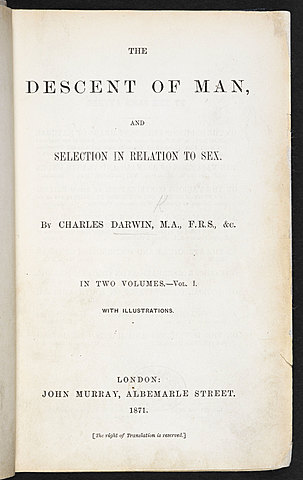 THE
DESCENT OF MAN,
AND
SELECTION IN RELATION TO SEX.
By CHARLES DARWIN, M.A., F.R.S., &c.
IN TWO VOLUMES.—Vol. I.
WITH ILLUSTRATIONS.
LONDON:
JOHN MURRAY, ALBEMARLE STREET.
1871.
[The right of Translation is reserved.]